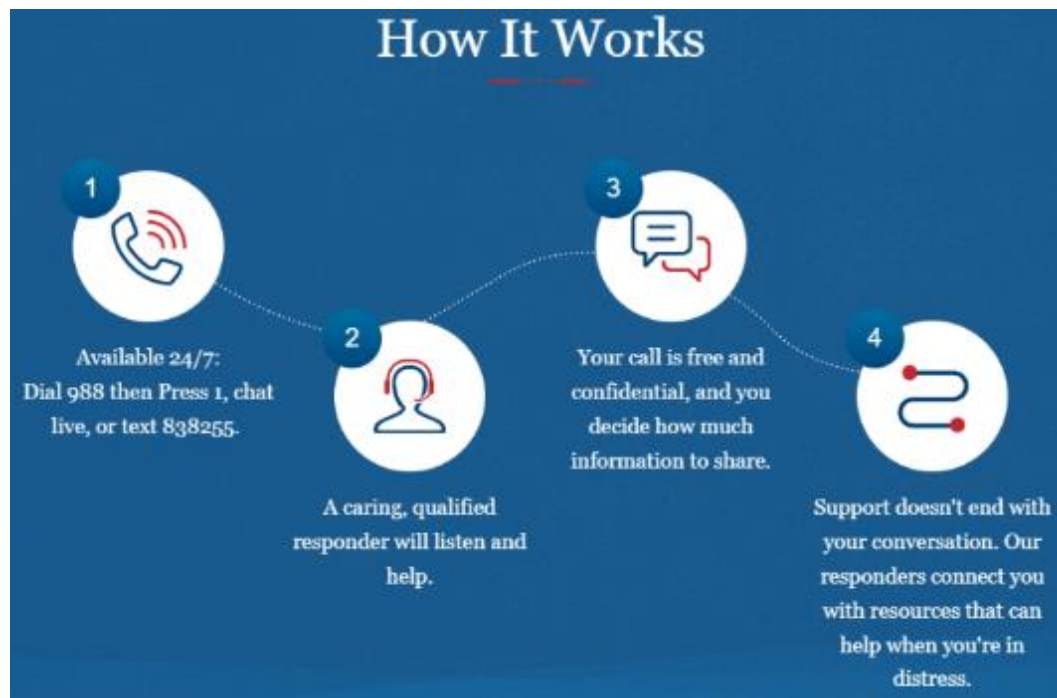 How It Works
1
Available 24/7:
Dial 988 then Press 1, chat
live, or text 838255.
2
A caring, qualified
responder will listen and
help.
3
Your call is free and
confidential, and you
decide how much
information to share.
4
Support doesn't end with
your conversation. Our
responders connect you
with resources that can
help when you're in
distress.